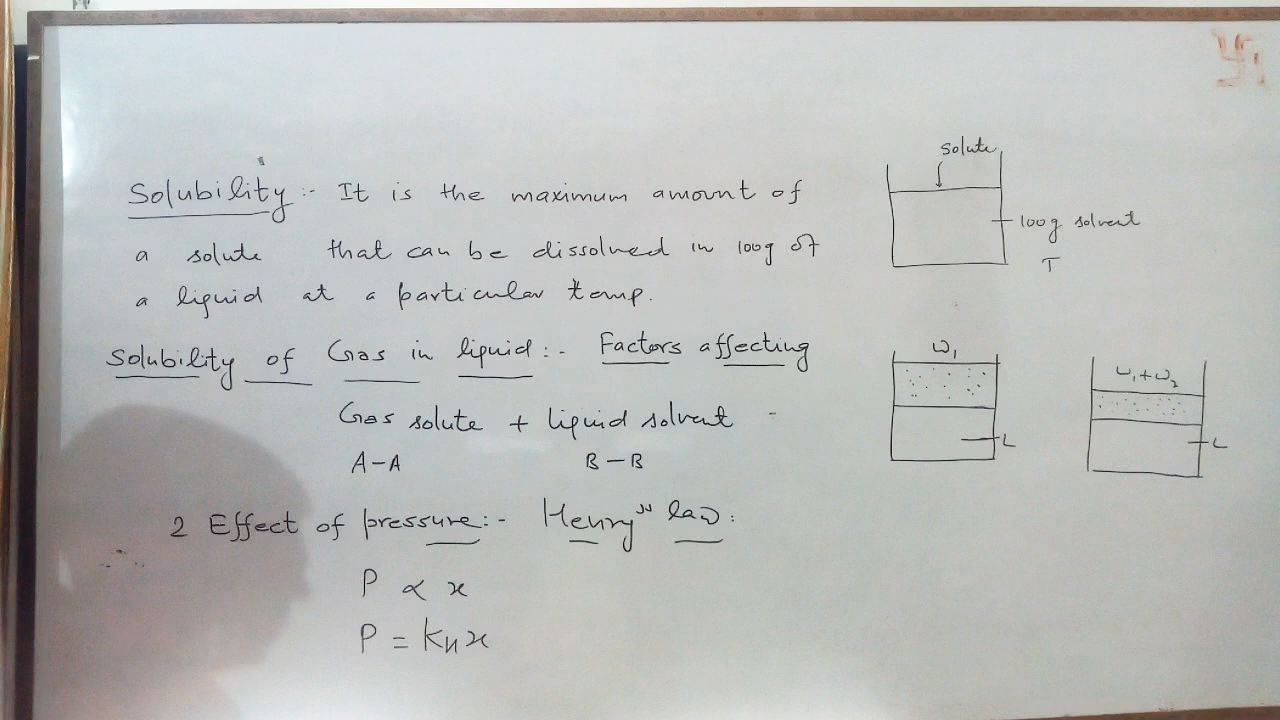 Solubility :- It is the maximum amount of
a solute that can be dissolved in 100g of
a liquid at a particular temp.
Solubility of Gas in liquid :- Factors affecting
Gas solute + liquid solvent -
A-A B-B
2 Effect of pressure :- Henry" law :
P ∝ x
P = K_H x
solute
100g solvent
T
W₁
L
W₁+W₂
L